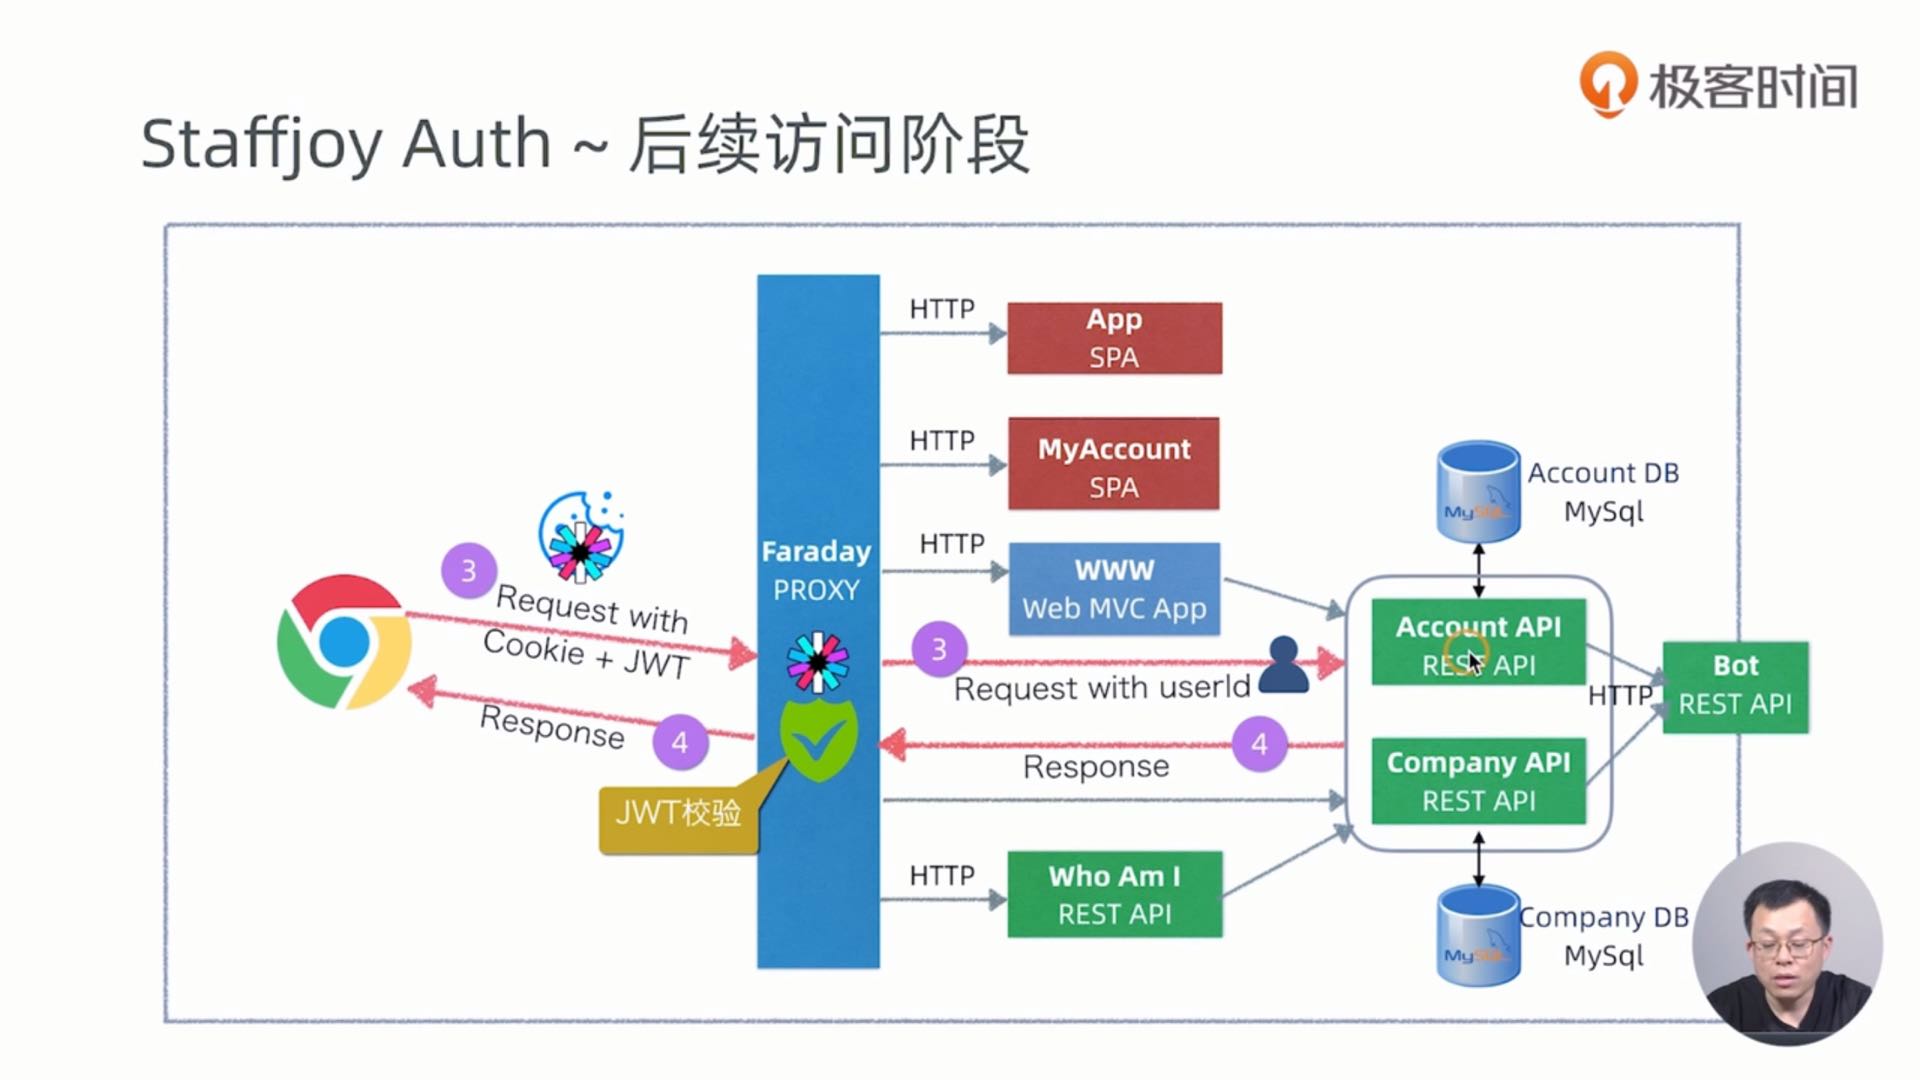 极客时间
Staffjoy Auth ~ 后续访问阶段
HTTP
App
SPA
HTTP
MyAccount
SPA
HTTP
WWW
Web MVC App
Faraday
PROXY
3
Request with
Cookie + JWT
Response
4
JWT校验
3
Request with userId
4
Response
HTTP
Who Am I
REST API
Account DB
MySql
MySQL
Account API
REST API
HTTP
Bot
REST API
Company API
REST API
Company DB
MySql
MySQL